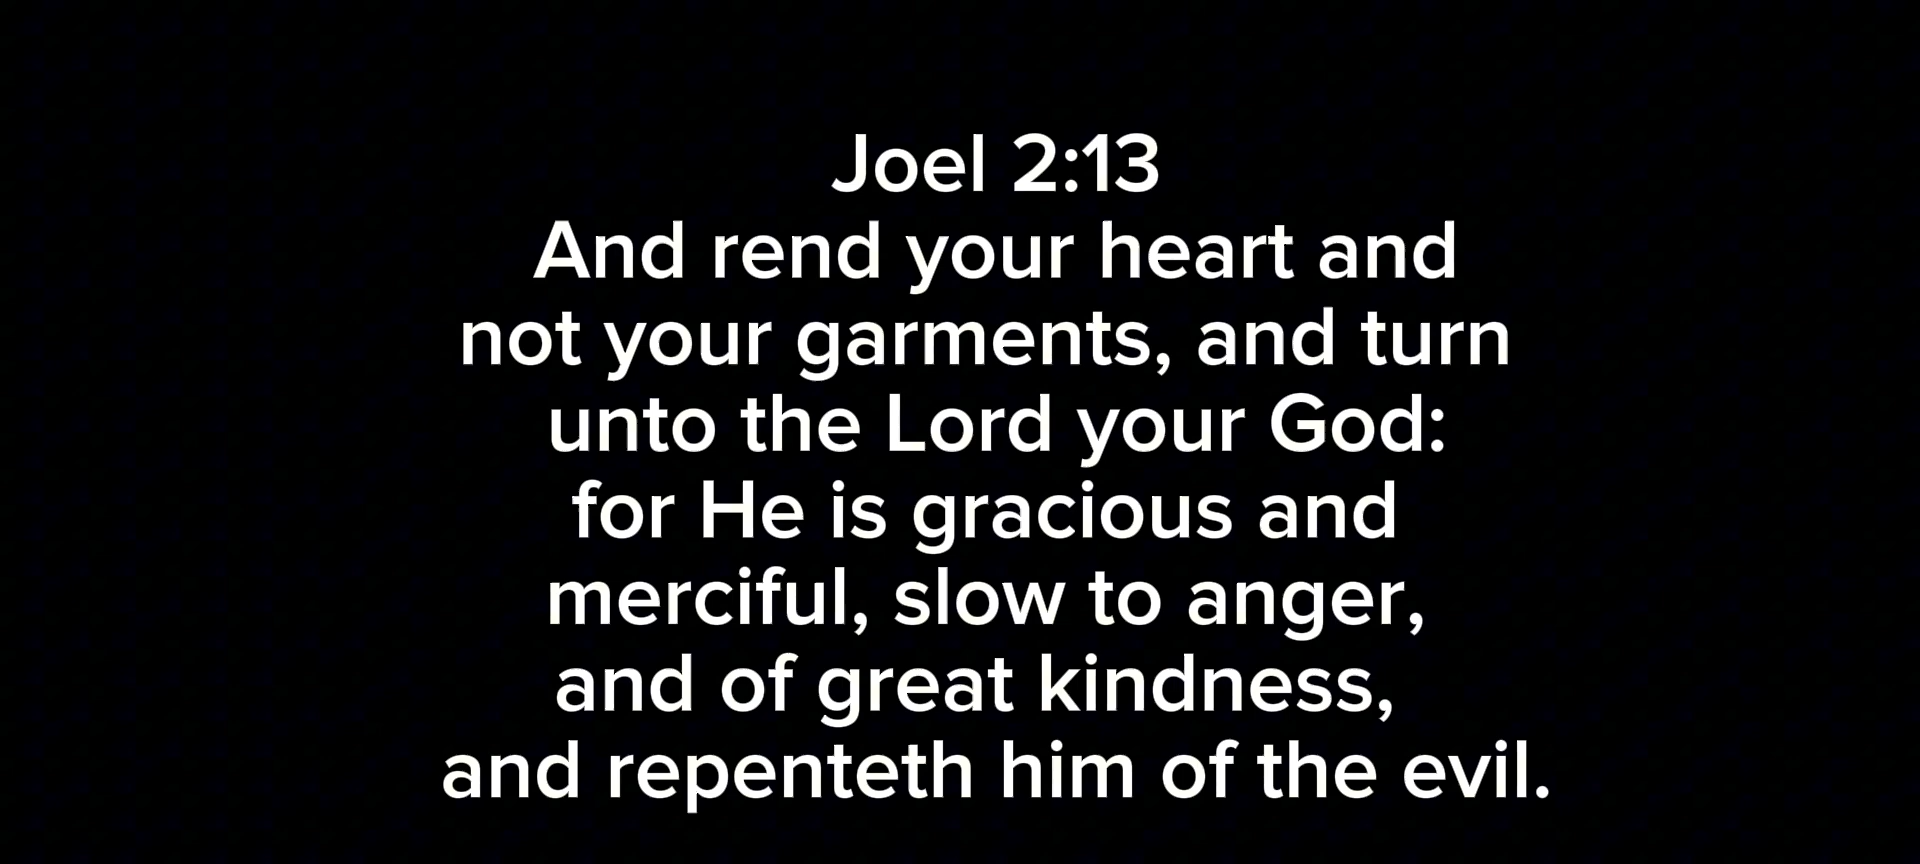 Joel 2:13
And rend your heart and
not your garments, and turn
unto the Lord your God:
for He is gracious and
merciful, slow to anger,
and of great kindness,
and repenteth him of the evil.